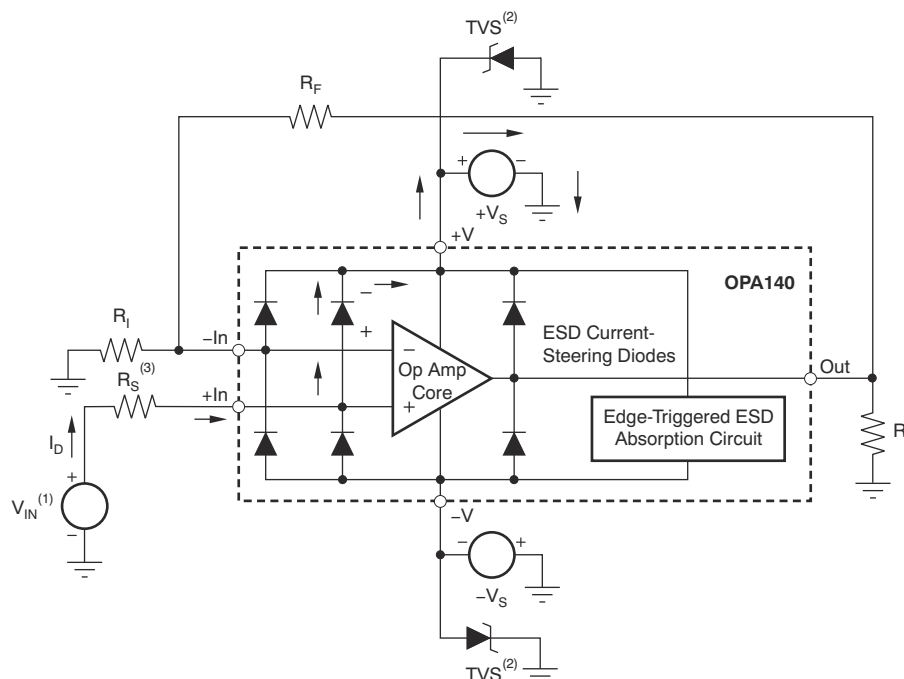 TVS(2)
RF
+ −
+VS
+V
OPA140
RI
−In
−
+
−
Op Amp
Core
+
ESD Current-
Steering Diodes
Out
RS(3)
+In
Edge-Triggered ESD
Absorption Circuit
R
ID
+
VIN(1)
−
−V
− +
−VS
TVS(2)